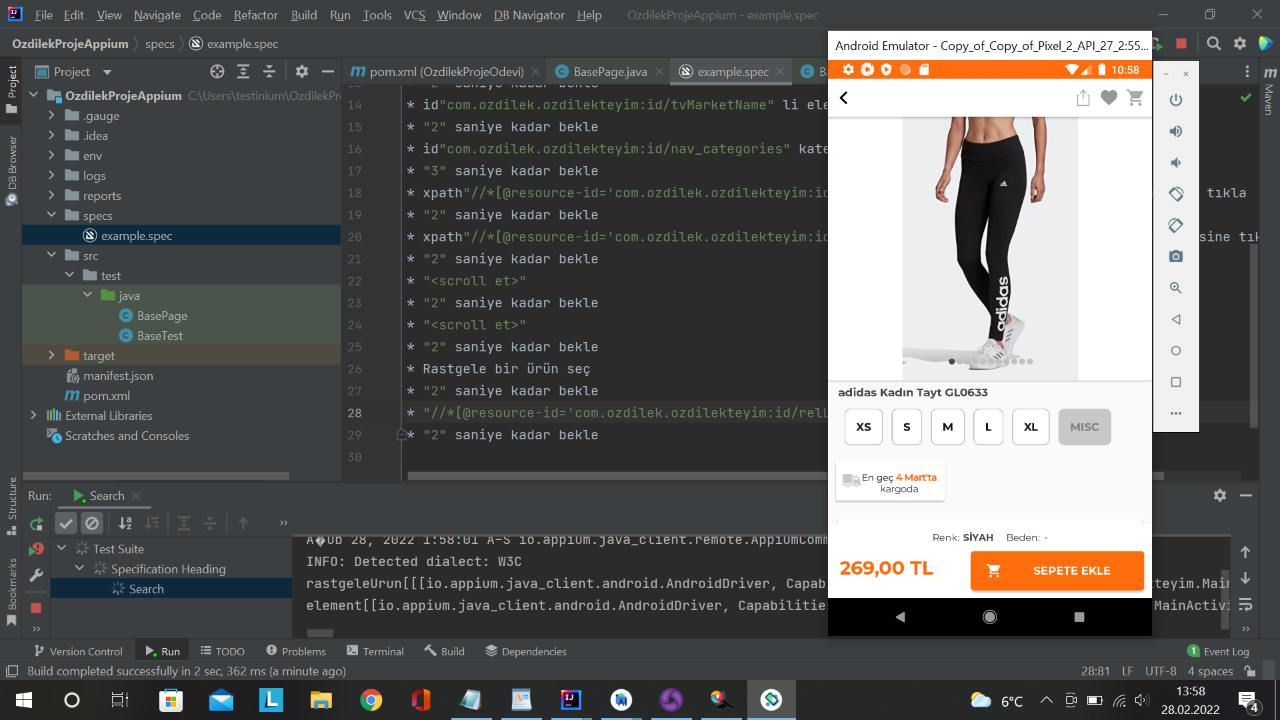 File Edit View Navigate Code Refactor Build Run Tools VCS Window DB Navigator Help OzdilekProjeAppium - example.spec
OzdilekProjeAppium specs example.spec
Project
pom.xml (OzdilekProjeOdevi) BasePage.java example.spec
OzdilekProjeAppium C:\Users\testinium\OzdilekPr
.gauge
.idea
env
logs
reports
specs
example.spec
src
test
java
BasePage
BaseTest
target
manifest.json
pom.xml
External Libraries
Scratches and Consoles
Project
DB Browser
Structure
Bookmarks
Maven
14 * id"com.ozdilek.ozdilekteyim:id/tvMarketName" li ele
15 * "2" saniye kadar bekle
16 * id"com.ozdilek.ozdilekteyim:id/nav_categories" kate
17 * "3" saniye kadar bekle
18 * xpath"//*[@resource-id='com.ozdilek.ozdilekteyim:id tıkla
19 * "2" saniye kadar bekle
20 * xpath"//*[@resource-id='com.ozdilek.ozdilekteyim:id sine tık
21 * "2" saniye kadar bekle
22 * "<scroll et>"
23 * "2" saniye kadar bekle
24 * "<scroll et>"
25 * "2" saniye kadar bekle
26 * Rastgele bir ürün seç
27 * "2" saniye kadar bekle
28 * "//*[@resource-id='com.ozdilek.ozdilekteyim:id/relL
29 * "2" saniye kadar bekle
30
Android Emulator - Copy_of_Copy_of_Pixel_2_API_27_2:55...
10:58
adidas
adidas Kadın Tayt GL0633
XS S M L XL MISC
En geç 4 Mart'ta
kargoda
Renk: SİYAH Beden: -
269,00 TL SEPETE EKLE
Run: Search
Test Suite
Specification Heading
Search
A�ub 28, 2022 1:58:01 A-S io.appium.java_client.remote.AppiumComm
INFO: Detected dialect: W3C
rastgeleUrun[[[io.appium.java_client.android.AndroidDriver, Capab teyim.Mai
element[[io.appium.java_client.android.AndroidDriver, Capabilitie MainActiv
Version Control Run TODO Problems Terminal Build Dependencies 1 Event Log
Build completed successfully in 2 sec, 362 ms (a minute ago) 28:81 LF UTF-8 4 spaces
L 6°C 13:58
28.02.2022 4